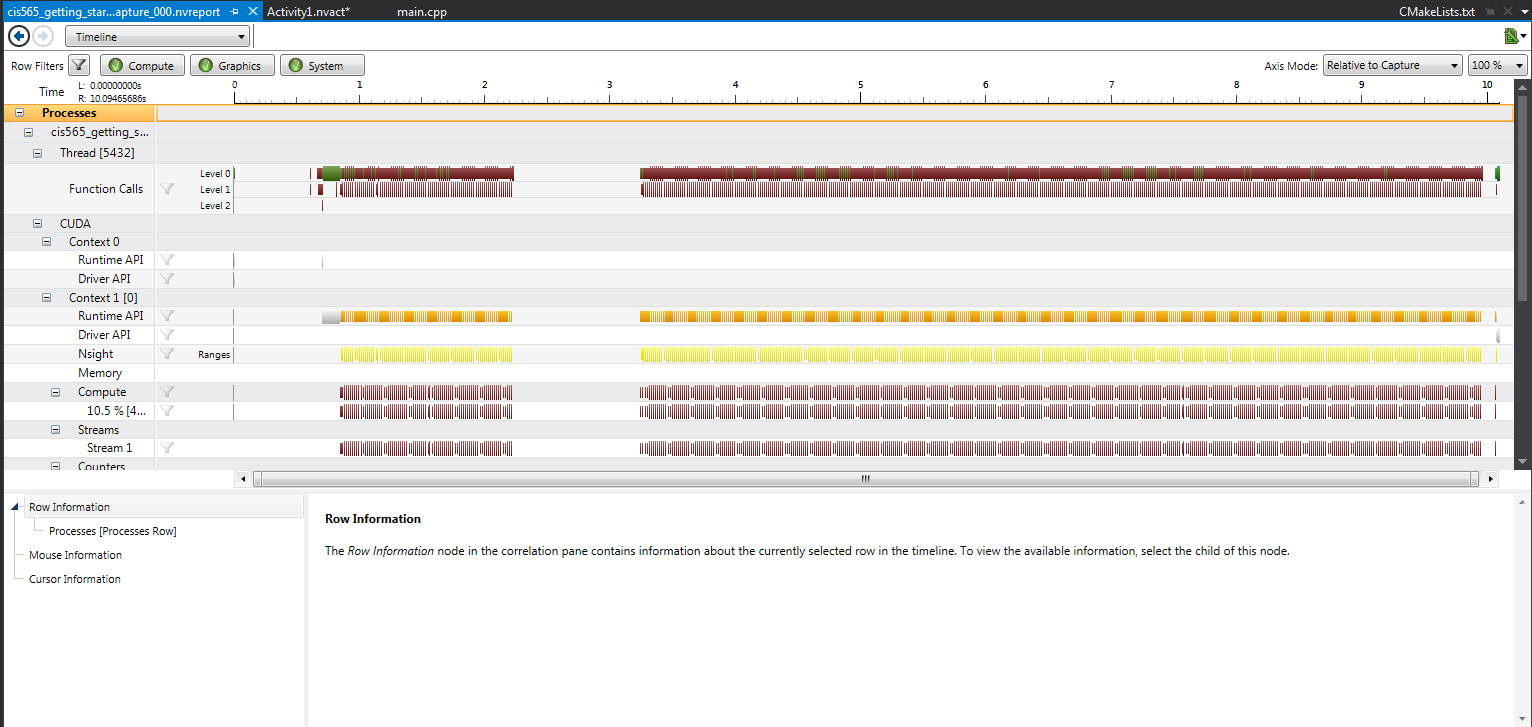 cis565_getting_star...apture_000.nvreport Activity1.nvact* main.cpp CMakeLists.txt
Timeline
Row Filters Compute Graphics System Axis Mode: Relative to Capture 100 %
Time L: 0.00000000s 0 1 2 3 4 5 6 7 8 9 10
R: 10.09465686s
Processes
cis565_getting_s...
Thread [5432]
Level 0
Function Calls Level 1
Level 2
CUDA
Context 0
Runtime API
Driver API
Context 1 [0]
Runtime API
Driver API
Nsight Ranges
Memory
Compute
10.5 % [4...
Streams
Stream 1
Counters
Row Information
Processes [Processes Row]
Mouse Information
Cursor Information
Row Information
The Row Information node in the correlation pane contains information about the currently selected row in the timeline. To view the available information, select the child of this node.